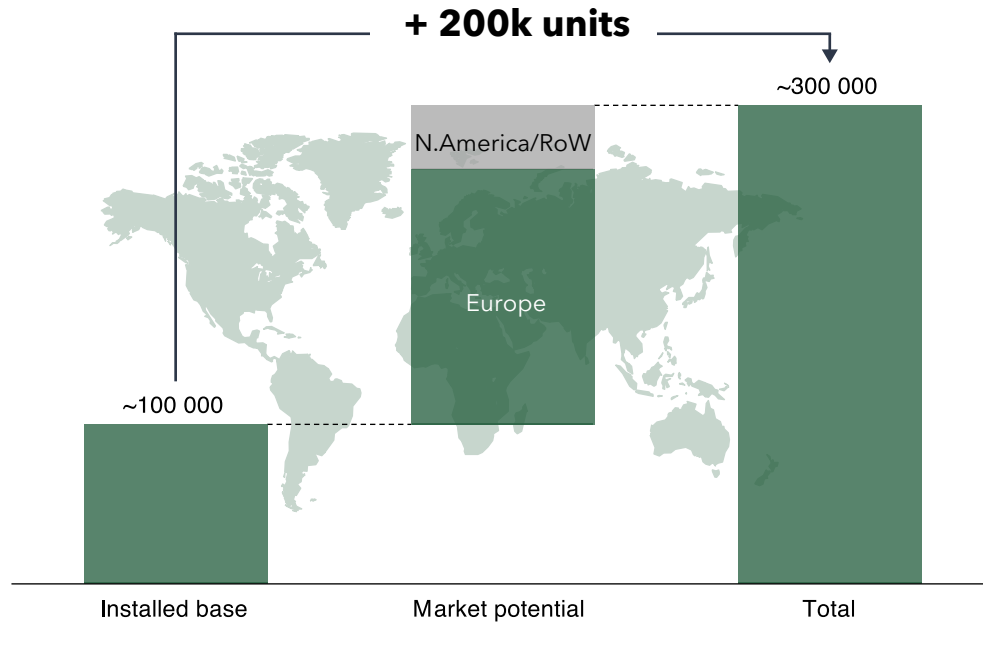 + 200k units
~300 000
N.America/RoW
Europe
~100 000
Installed base
Market potential
Total